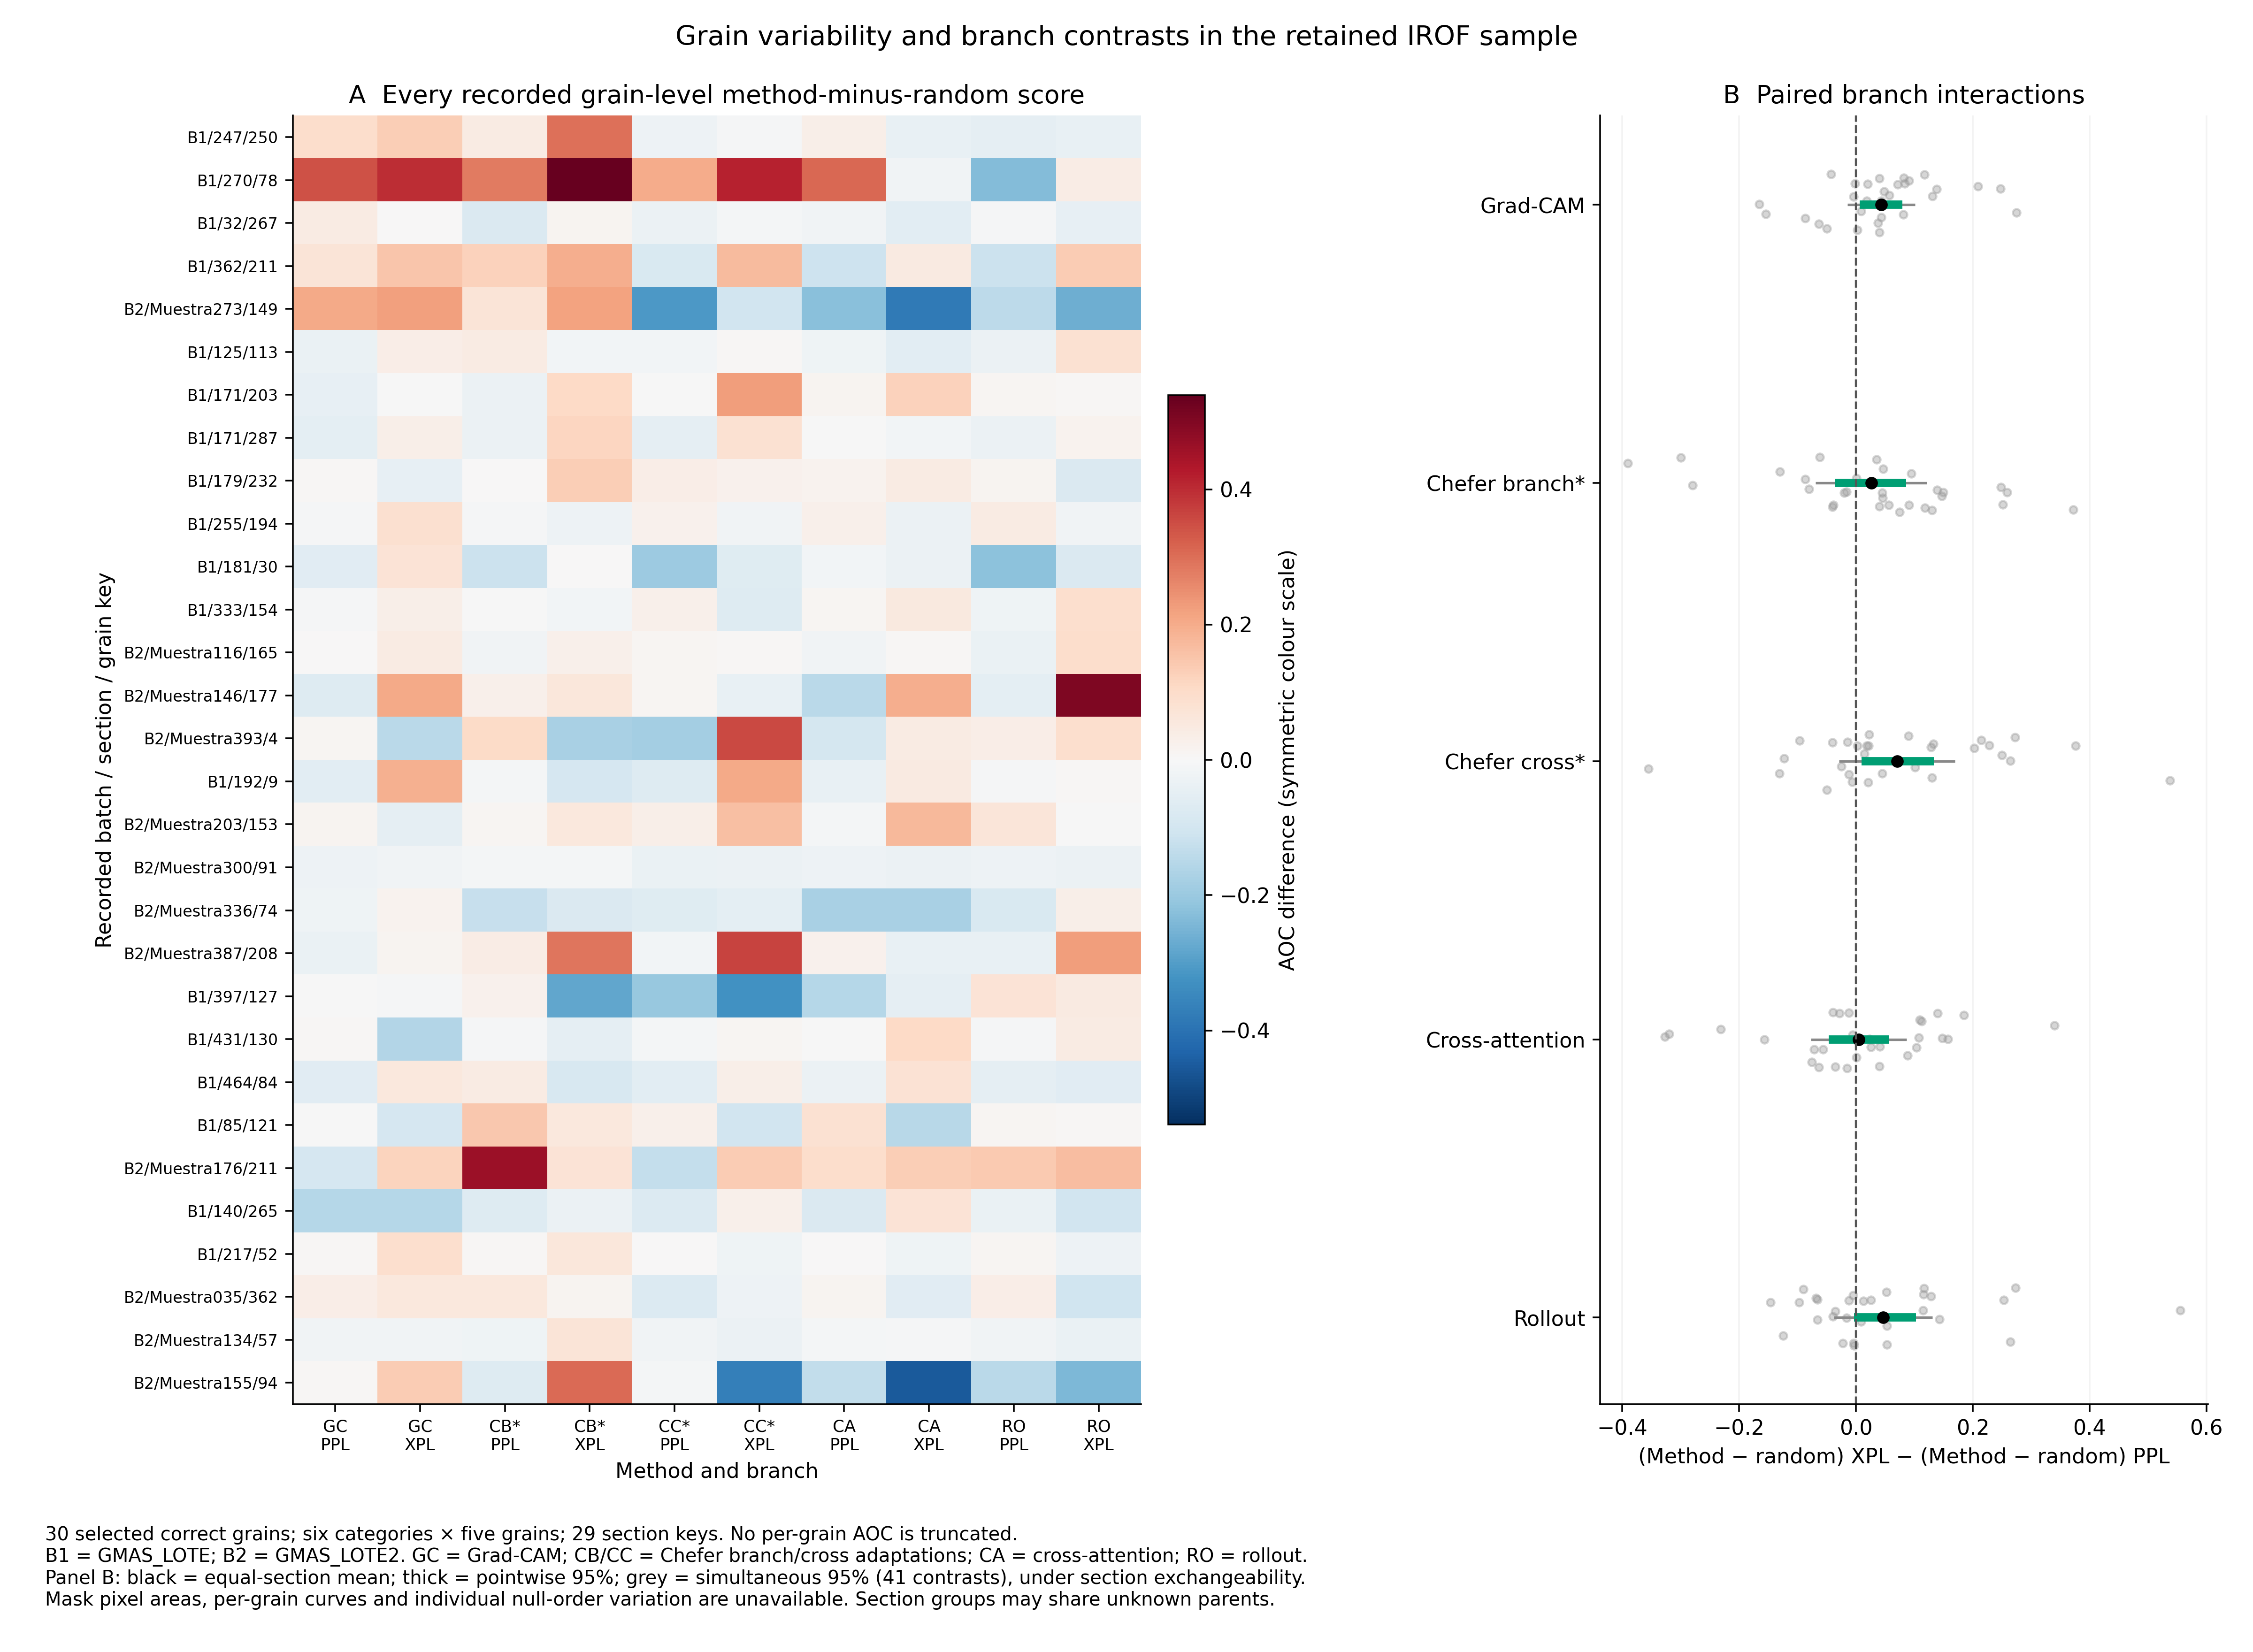 Grain variability and branch contrasts in the retained IROF sample
A  Every recorded grain-level method-minus-random score
Recorded batch / section / grain key
B1/247/250
B1/270/78
B1/32/267
B1/362/211
B2/Muestra273/149
B1/125/113
B1/171/203
B1/171/287
B1/179/232
B1/255/194
B1/181/30
B1/333/154
B2/Muestra116/165
B2/Muestra146/177
B2/Muestra393/4
B1/192/9
B2/Muestra203/153
B2/Muestra300/91
B2/Muestra336/74
B2/Muestra387/208
B1/397/127
B1/431/130
B1/464/84
B1/85/121
B2/Muestra176/211
B1/140/265
B1/217/52
B2/Muestra035/362
B2/Muestra134/57
B2/Muestra155/94
GC GC CB* CB* CC* CC* CA CA RO RO
PPL XPL PPL XPL PPL XPL PPL XPL PPL XPL
Method and branch
0.4
0.2
0.0
−0.2
−0.4
AOC difference (symmetric colour scale)
B  Paired branch interactions
Grad-CAM
Chefer branch*
Chefer cross*
Cross-attention
Rollout
−0.4 −0.2 0.0 0.2 0.4 0.6
(Method − random) XPL − (Method − random) PPL
30 selected correct grains; six categories × five grains; 29 section keys. No per-grain AOC is truncated.
B1 = GMAS_LOTE; B2 = GMAS_LOTE2. GC = Grad-CAM; CB/CC = Chefer branch/cross adaptations; CA = cross-attention; RO = rollout.
Panel B: black = equal-section mean; thick = pointwise 95%; grey = simultaneous 95% (41 contrasts), under section exchangeability.
Mask pixel areas, per-grain curves and individual null-order variation are unavailable. Section groups may share unknown parents.